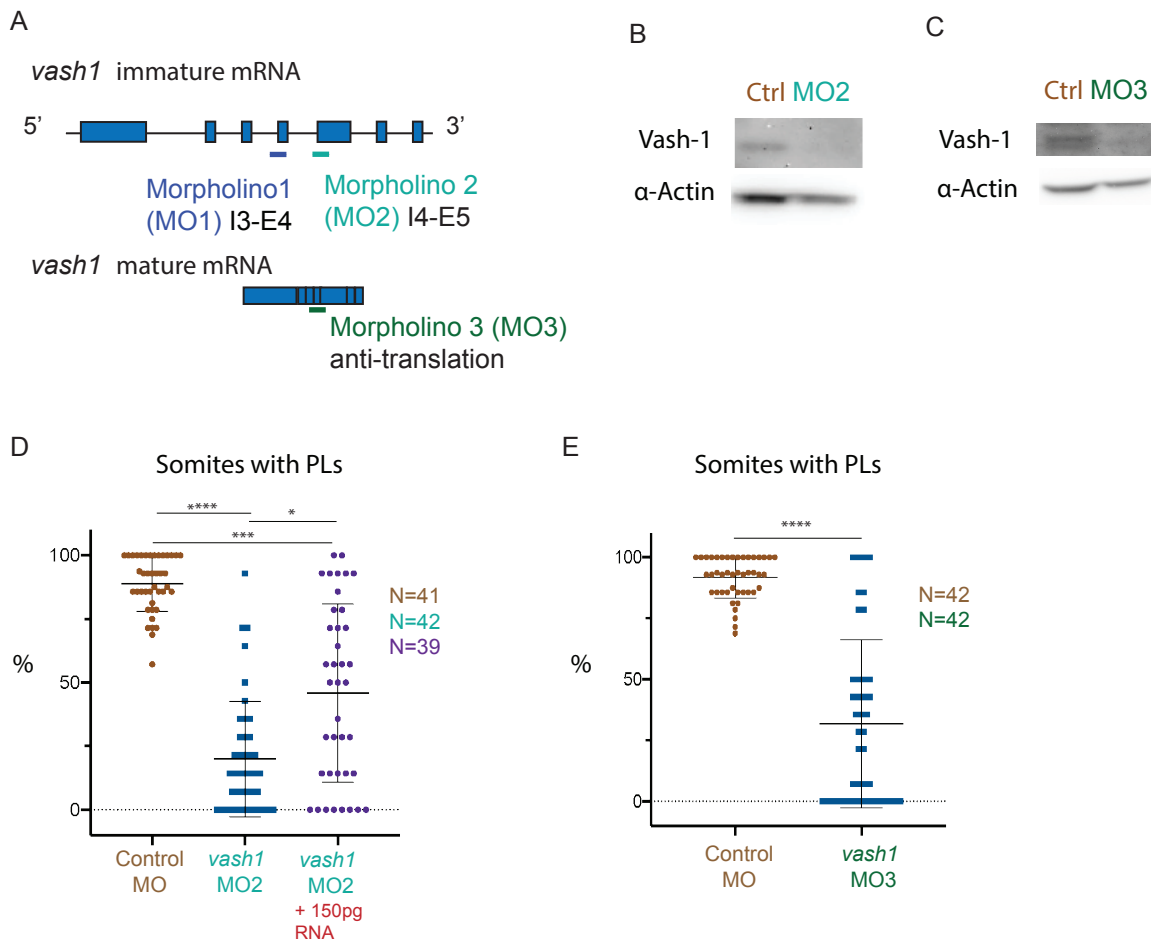 A
vash1 immature mRNA
5’ 3’
Morpholino1 Morpholino 2
(MO1) I3-E4 (MO2) I4-E5
vash1 mature mRNA
Morpholino 3 (MO3)
anti-translation
B
Ctrl MO2
Vash-1
α-Actin
C
Ctrl MO3
Vash-1
α-Actin
D
Somites with PLs
**** *
***
100
50
0
%
N=41
N=42
N=39
Control vash1 vash1
MO MO2 MO2
+ 150pg
RNA
E
Somites with PLs
****
100
50
0
%
N=42
N=42
Control vash1
MO MO3